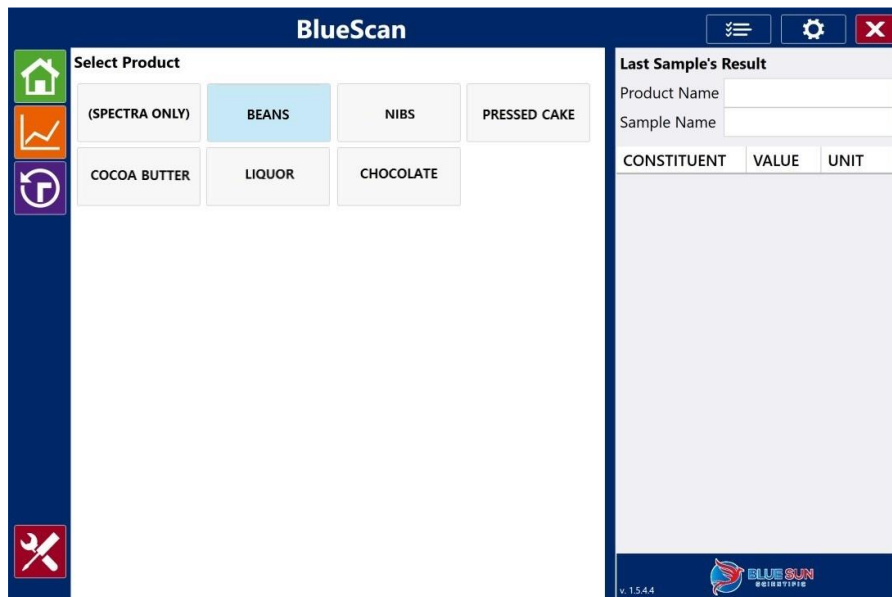 BlueScan
Select Product
(SPECTRA ONLY) BEANS NIBS PRESSED CAKE
COCOA BUTTER LIQUOR CHOCOLATE
Last Sample's Result
Product Name
Sample Name
CONSTITUENT VALUE UNIT
v. 1.5.4.4
BLUE SUN
SCIENTIFIC